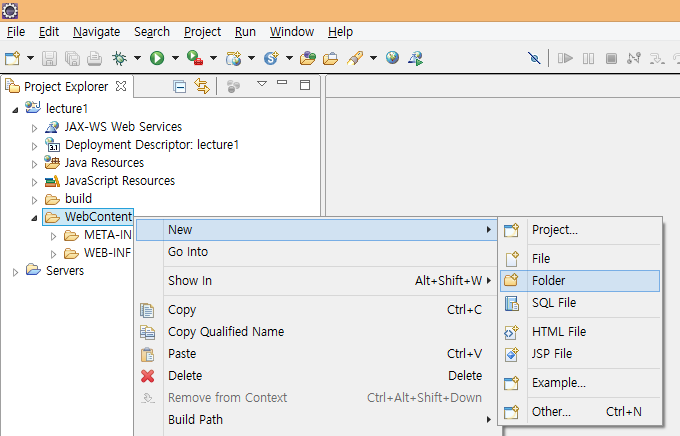 File Edit Navigate Search Project Run Window Help
Project Explorer
lecture1
JAX-WS Web Services
3.1 Deployment Descriptor: lecture1
Java Resources
JavaScript Resources
build
WebContent
META-IN
WEB-INF
Servers
New
Go Into
Show In Alt+Shift+W
Copy Ctrl+C
Copy Qualified Name
Paste Ctrl+V
Delete Delete
Remove from Context Ctrl+Alt+Shift+Down
Build Path
Project...
File
Folder
SQL File
HTML File
JSP File
Example...
Other... Ctrl+N